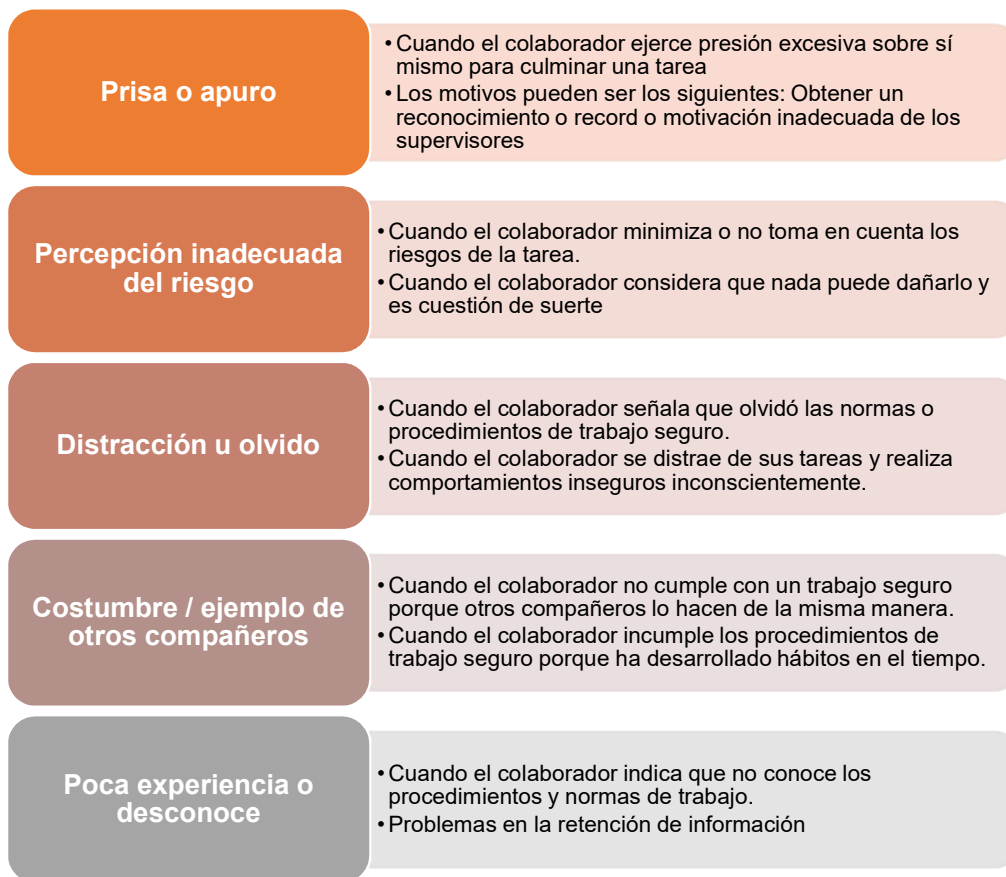 Prisa o apuro
• Cuando el colaborador ejerce presión excesiva sobre sí
mismo para culminar una tarea
• Los motivos pueden ser los siguientes: Obtener un
reconocimiento o record o motivación inadecuada de los
supervisores
Percepción inadecuada
del riesgo
• Cuando el colaborador minimiza o no toma en cuenta los
riesgos de la tarea.
• Cuando el colaborador considera que nada puede dañarlo y
es cuestión de suerte
Distracción u olvido
• Cuando el colaborador señala que olvidó las normas o
procedimientos de trabajo seguro.
• Cuando el colaborador se distrae de sus tareas y realiza
comportamientos inseguros inconscientemente.
Costumbre / ejemplo de
otros compañeros
• Cuando el colaborador no cumple con un trabajo seguro
porque otros compañeros lo hacen de la misma manera.
• Cuando el colaborador incumple los procedimientos de
trabajo seguro porque ha desarrollado hábitos en el tiempo.
Poca experiencia o
desconoce
• Cuando el colaborador indica que no conoce los
procedimientos y normas de trabajo.
• Problemas en la retención de información